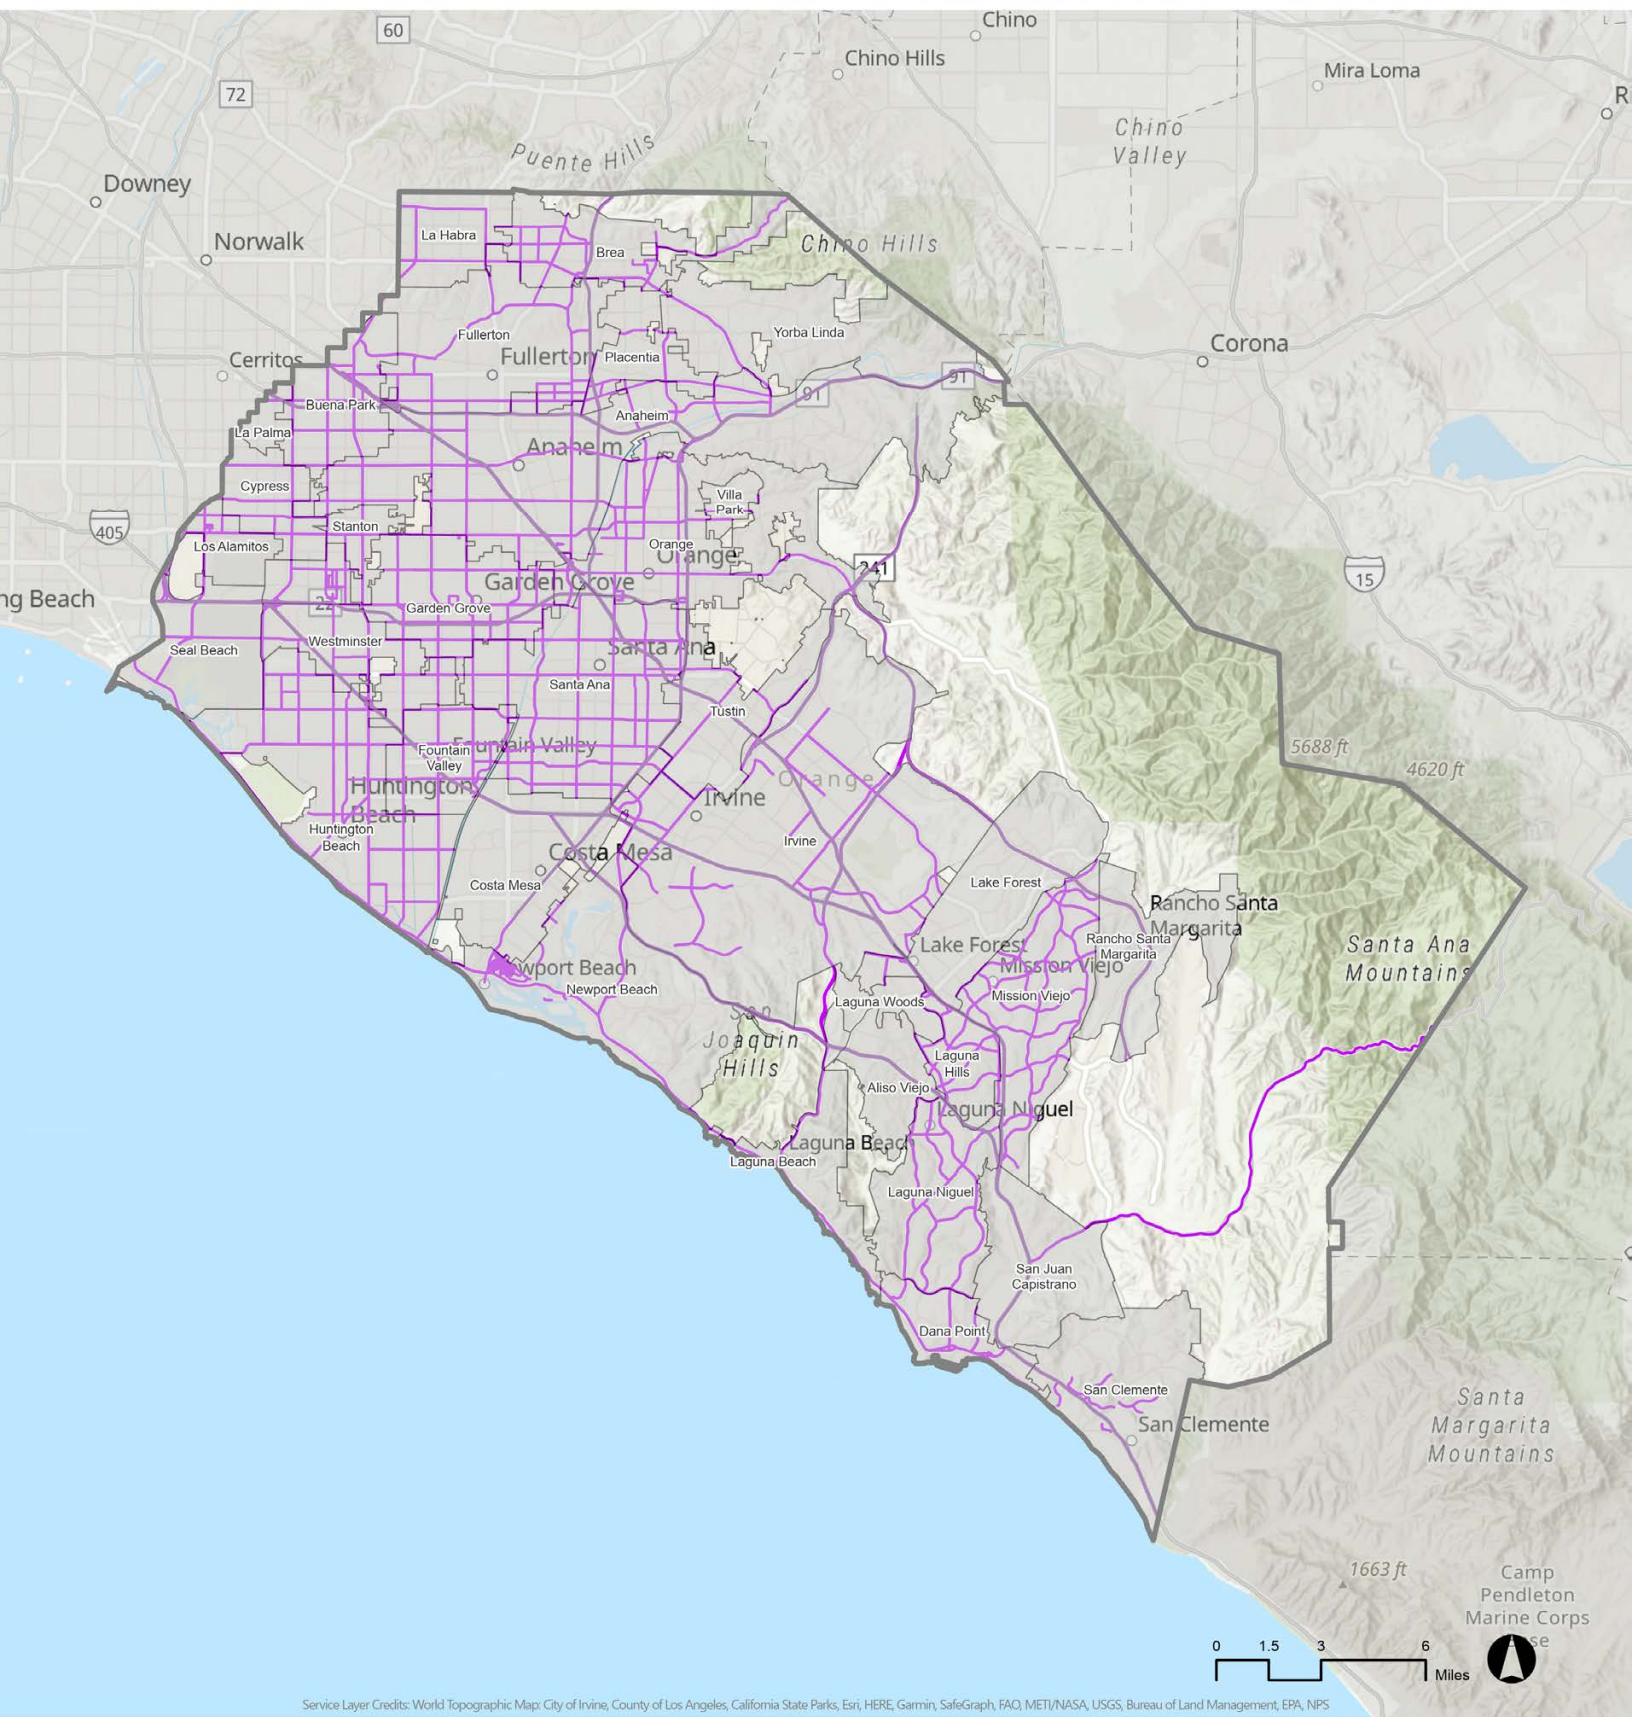 60
Chino
Chino Hills
Mira Loma
72
R
Chino
Valley
Puente Hills
Downey
Norwalk
La Habra
Brea
Chino Hills
Fullerton
Yorba Linda
Corona
Cerritos
Fullerton
Placentia
91
91
Buena Park
Anaheim
La Palma
Anaheim
Cypress
Villa
Park
405
Stanton
Los Alamitos
Orange
Orange
241
15
ng Beach
Garden Grove
22
Garden Grove
Westminster
Seal Beach
Santa Ana
Santa Ana
Tustin
Fountain Valley
Fountain
Valley
5688 ft
4620 ft
Orange
Huntington
Beach
Irvine
Huntington
Beach
Irvine
Costa Mesa
Costa Mesa
Lake Forest
Rancho Santa
Margarita
Lake Forest
Rancho Santa
Margarita
Santa Ana
Mountains
Mission Viejo
wport Beach
Newport Beach
Mission Viejo
Laguna Woods
San
Joaquin
Hills
Laguna
Hills
Aliso Viejo
Laguna Niguel
Laguna Beach
Laguna Beach
Laguna Niguel
San Juan
Capistrano
Dana Point
San Clemente
San Clemente
Santa
Margarita
Mountains
1663 ft
Camp
Pendleton
Marine Corps
se
0 1.5 3 6
Miles
Service Layer Credits: World Topographic Map: City of Irvine, County of Los Angeles, California State Parks, Esri, HERE, Garmin, SafeGraph, FAO, METI/NASA, USGS, Bureau of Land Management, EPA, NPS